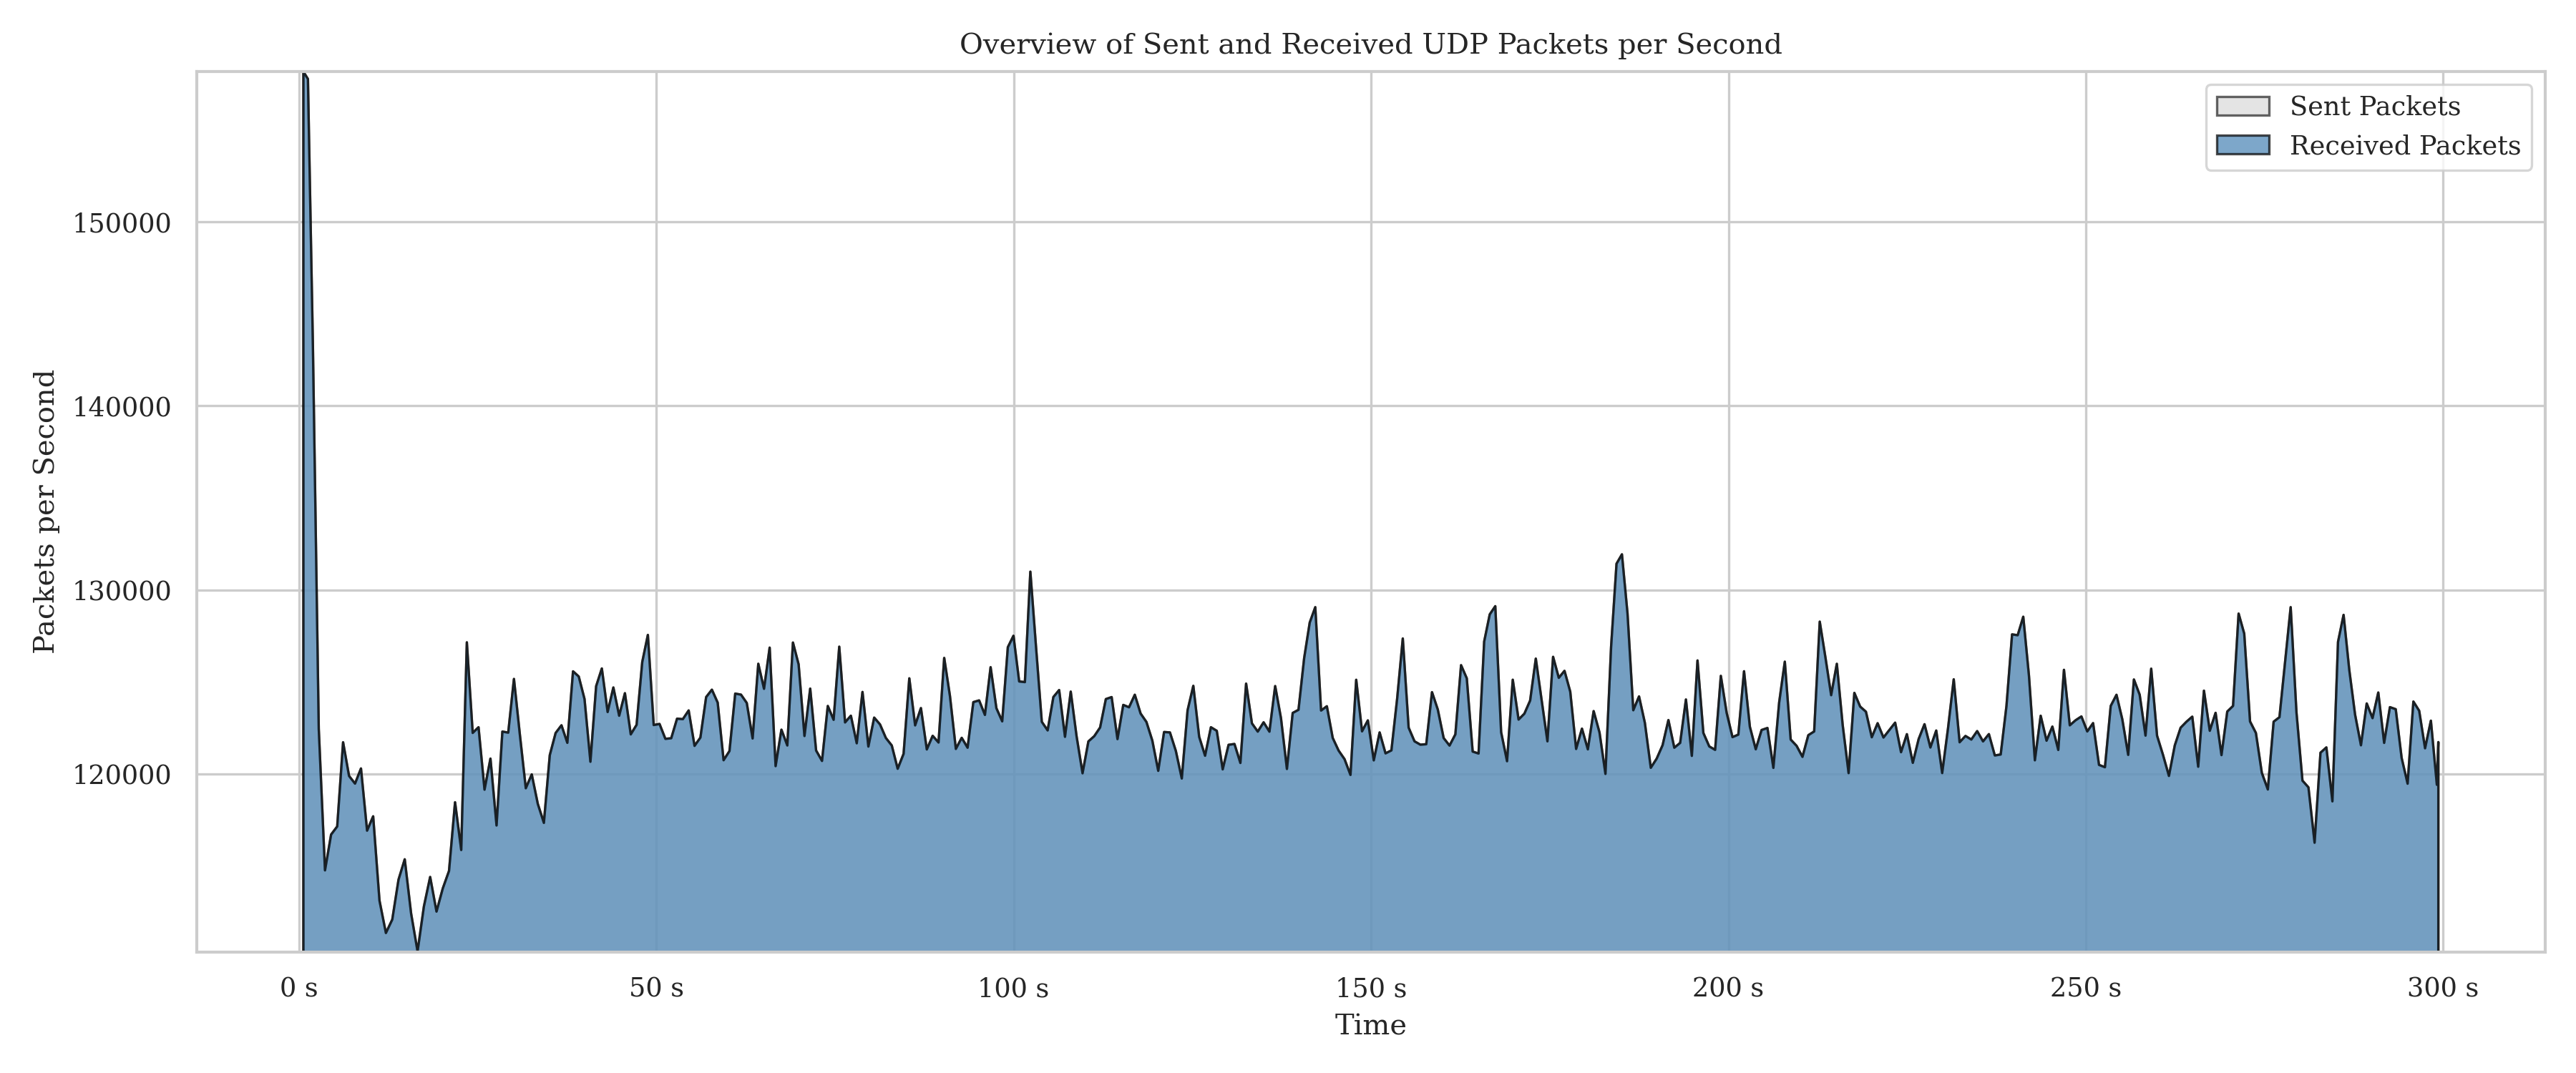 Overview of Sent and Received UDP Packets per Second
Sent Packets
Received Packets
Packets per Second
150000
140000
130000
120000
0 s
50 s
100 s
150 s
200 s
250 s
300 s
Time